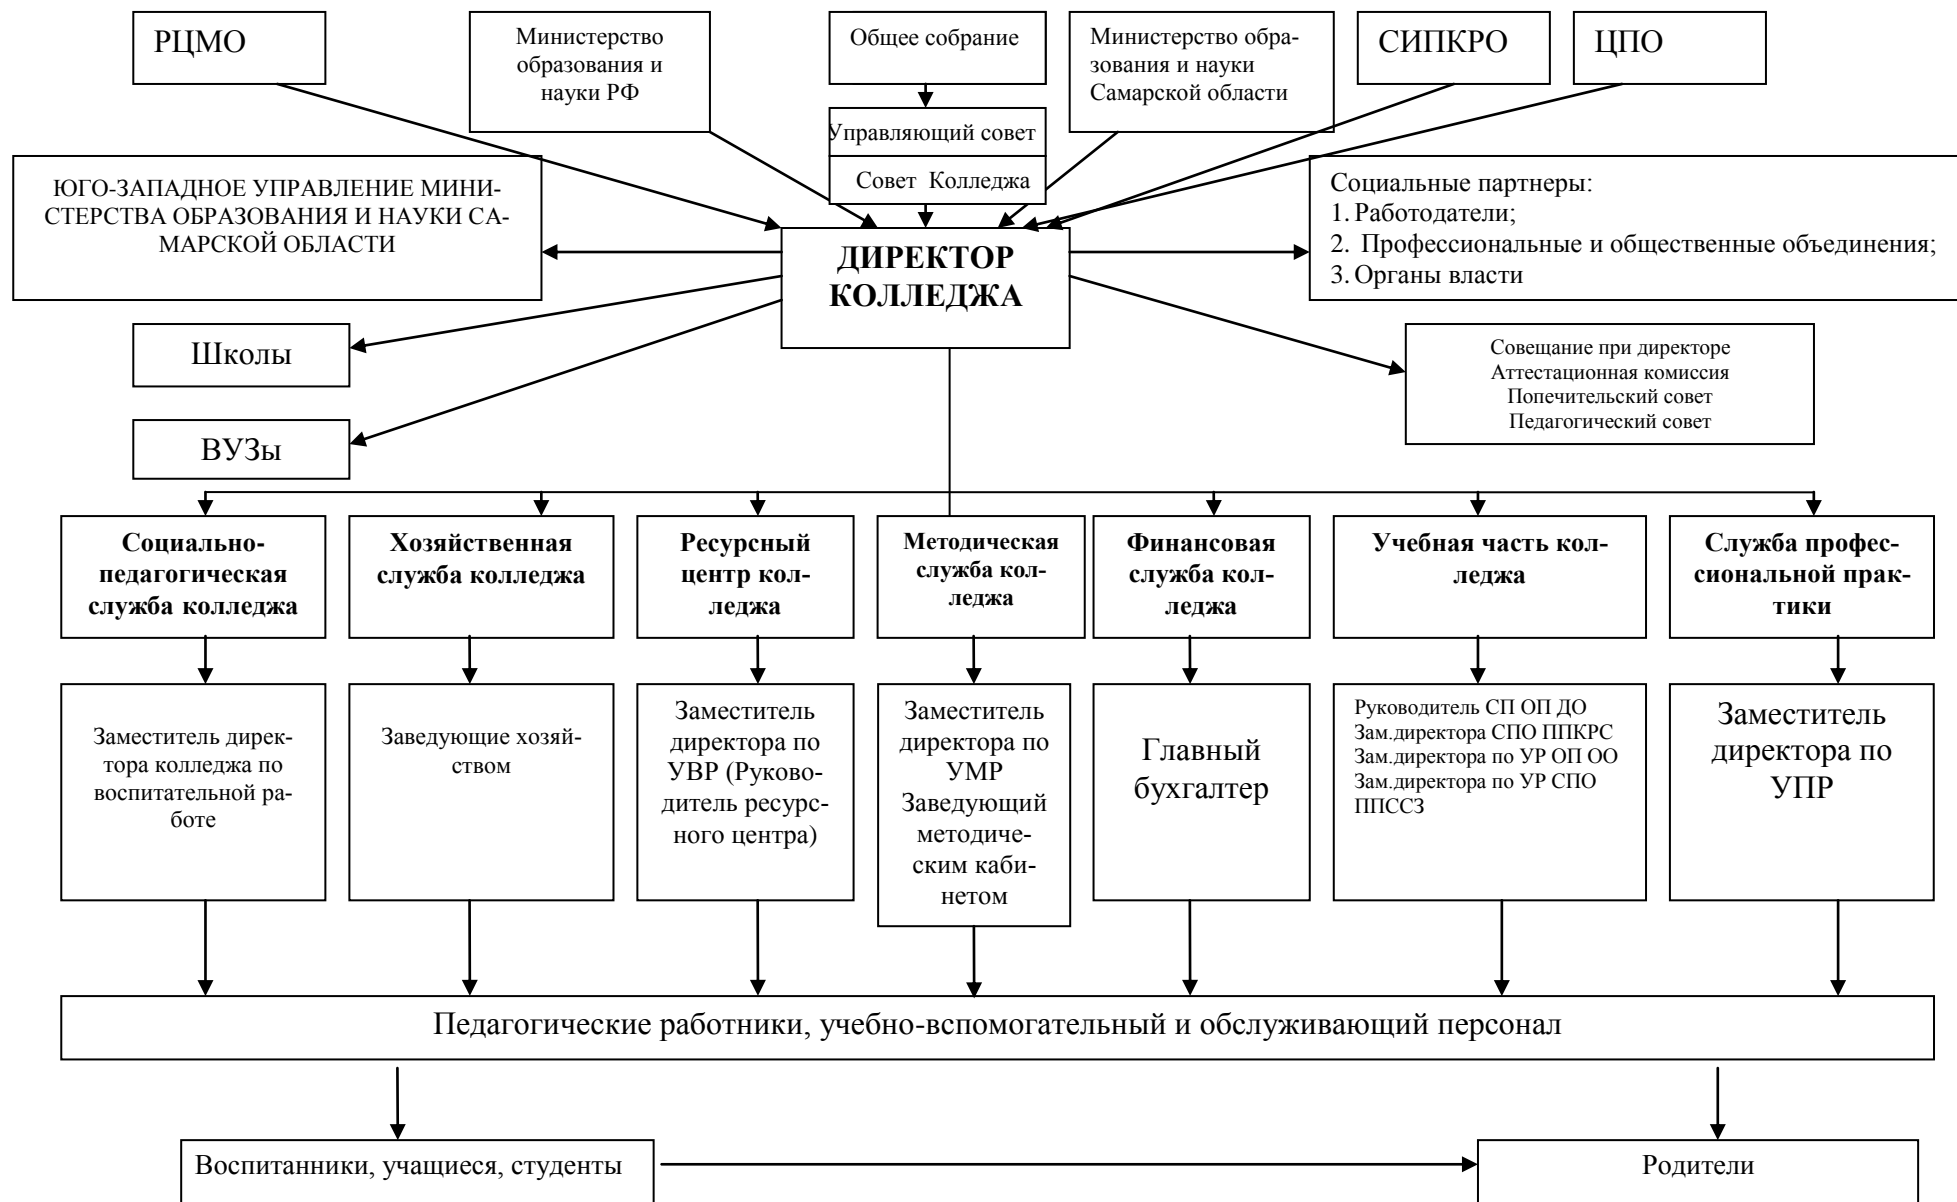 РЦМО
Министерство
образования и
науки РФ
Общее собрание
Министерство обра-
зования и науки
Самарской области
СИПКРО
ЦПО
Управляющий совет
Совет Колледжа
ЮГО-ЗАПАДНОЕ УПРАВЛЕНИЕ МИНИ-
СТЕРСТВА ОБРАЗОВАНИЯ И НАУКИ СА-
МАРСКОЙ ОБЛАСТИ
ДИРЕКТОР
КОЛЛЕДЖА
Социальные партнеры:
1. Работодатели;
2. Профессиональные и общественные объединения;
3. Органы власти
Школы
Совещание при директоре
Аттестационная комиссия
Попечительский совет
Педагогический совет
ВУЗы
Социально-
педагогическая
служба колледжа
Хозяйственная
служба колледжа
Ресурсный
центр кол-
леджа
Методическая
служба кол-
леджа
Финансовая
служба кол-
леджа
Учебная часть кол-
леджа
Служба профес-
сиональной прак-
тики
Заместитель дирек-
тора колледжа по
воспитательной ра-
боте
Заведующие хозяй-
ством
Заместитель
директора по
УВР (Руково-
дитель ресурс-
ного центра)
Заместитель
директора по
УМР
Заведующий
методиче-
ским каби-
нетом
Главный
бухгалтер
Руководитель СП ОП ДО
Зам.директора СПО ППКРС
Зам.директора по УР ОП ОО
Зам.директора по УР СПО
ППССЗ
Заместитель
директора по
УПР
Педагогические работники, учебно-вспомогательный и обслуживающий персонал
Воспитанники, учащиеся, студенты
Родители